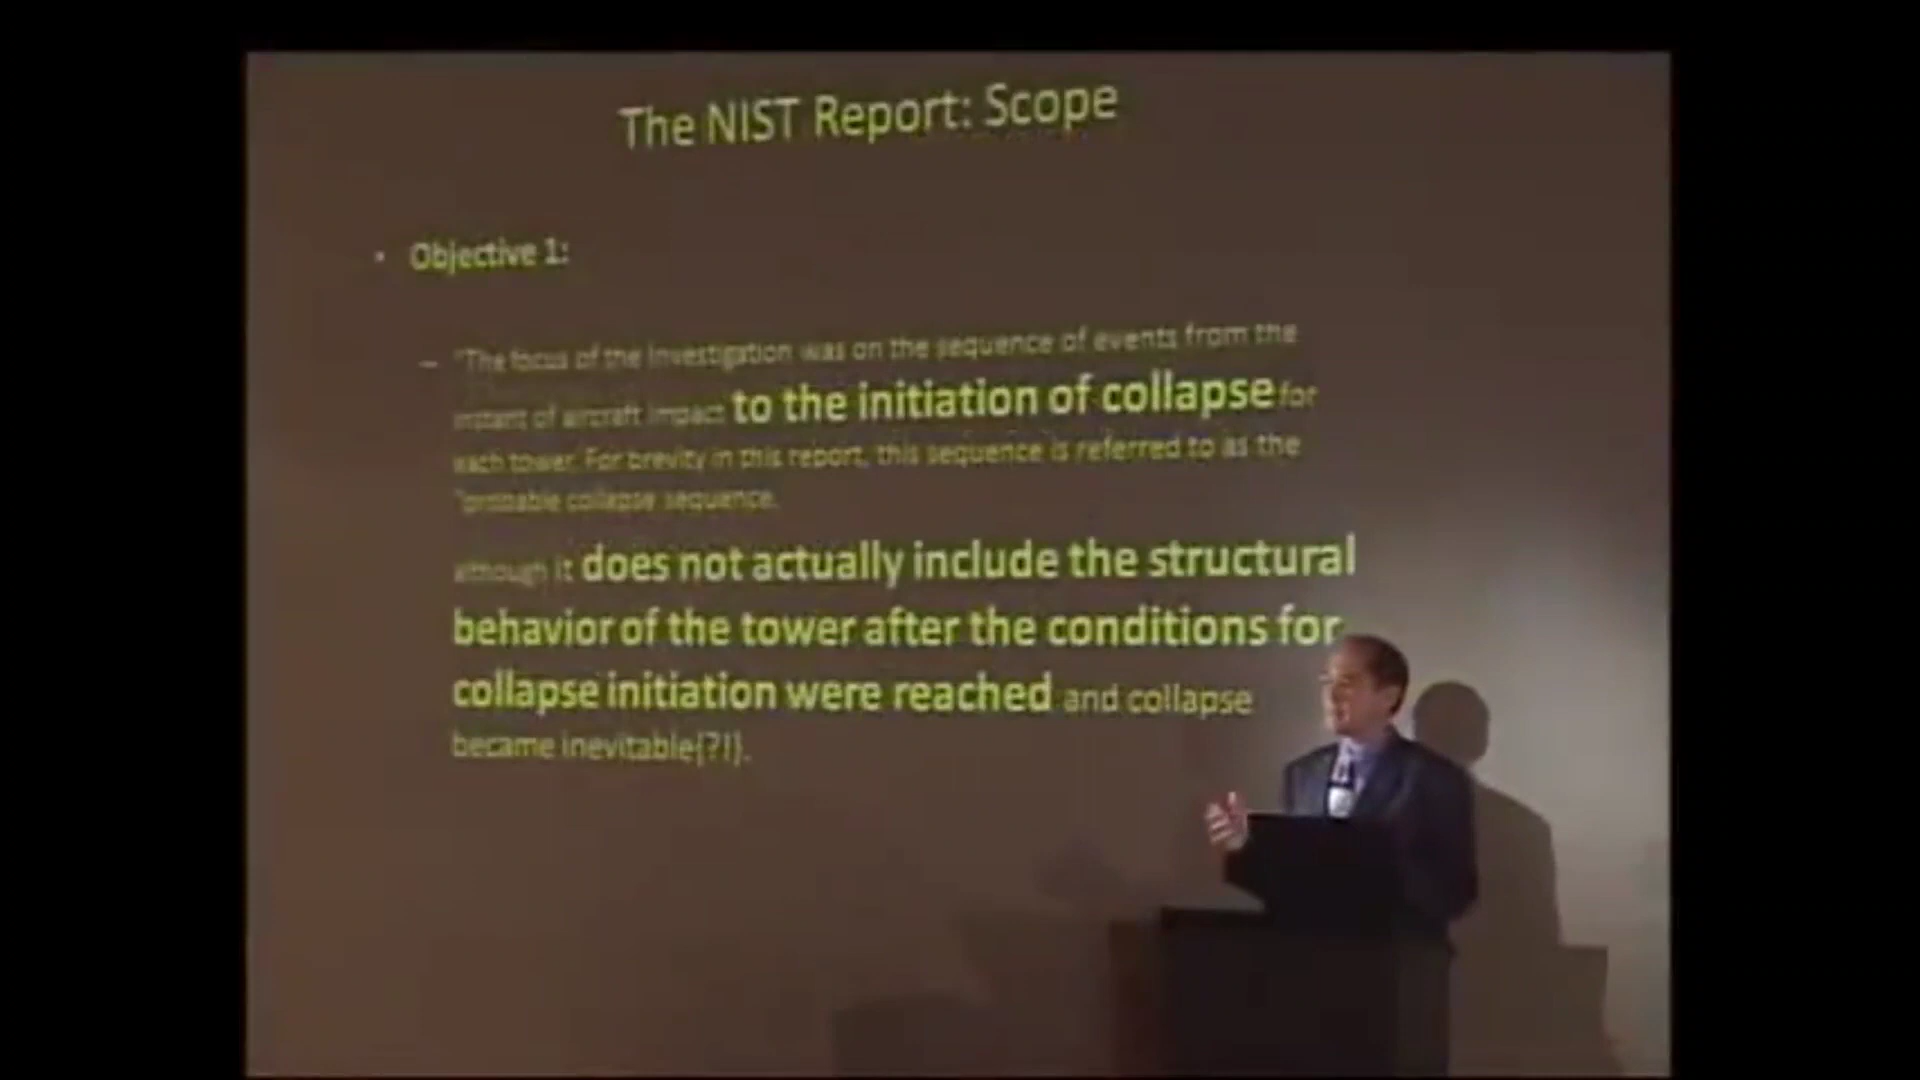 The NIST Report: Scope
• Objective 1:
– "The focus of the Investigation was on the sequence of events from the
instant of aircraft impact to the initiation of collapse for
each tower. For brevity in this report, this sequence is referred to as the
"probable collapse sequence.
although it does not actually include the structural
behavior of the tower after the conditions for
collapse initiation were reached and collapse
became inevitable{?!}.